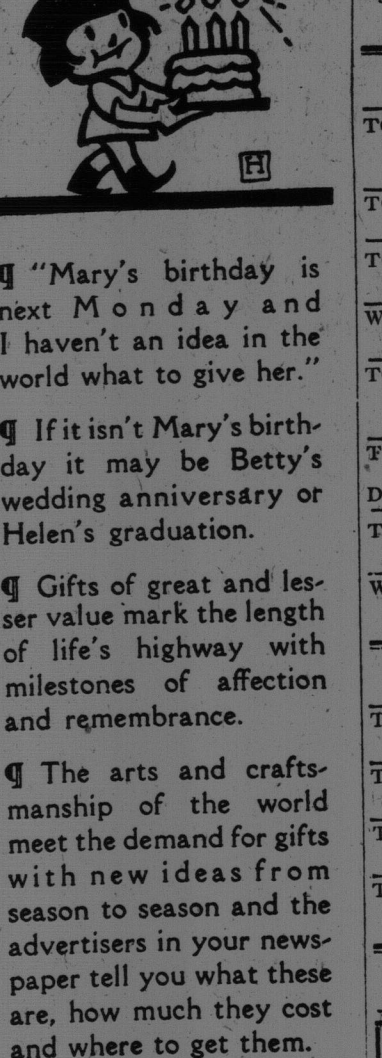 H
¶ "Mary's birthday is
next Monday and
I haven't an idea in the
world what to give her."
¶ If it isn't Mary's birth-
day it may be Betty's
wedding anniversary or
Helen's graduation.
¶ Gifts of great and les-
ser value mark the length
of life's highway with
milestones of affection
and remembrance.
¶ The arts and crafts-
manship of the world
meet the demand for gifts
with new ideas from
season to season and the
advertisers in your news-
paper tell you what these
are, how much they cost
and where to get them.